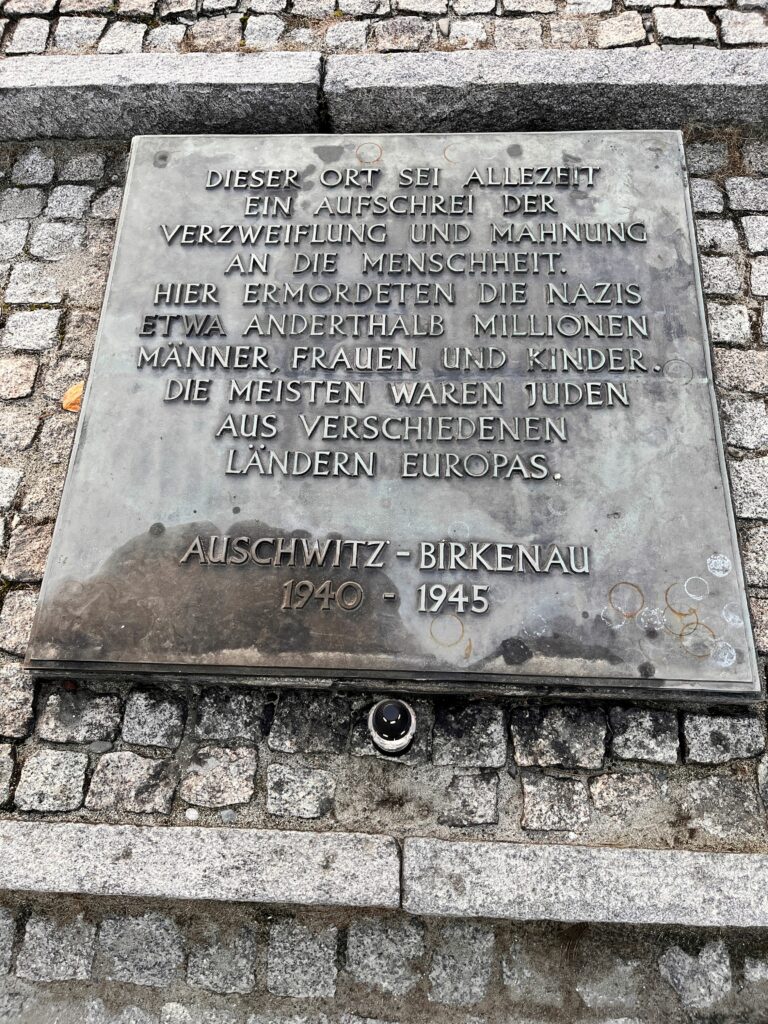 DIESER ORT SEI ALLEZEIT
EIN AUFSCHREI DER
VERZWEIFLUNG UND MAHNUNG
AN DIE MENSCHHEIT.
HIER ERMORDETEN DIE NAZIS
ETWA ANDERTHALB MILLIONEN
MÄNNER, FRAUEN UND KINDER.
DIE MEISTEN WAREN JUDEN
AUS VERSCHIEDENEN
LÄNDERN EUROPAS.
AUSCHWITZ - BIRKENAU
1940 - 1945